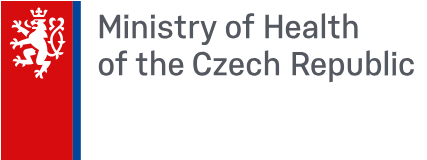 Ministry of Health
of the Czech Republic